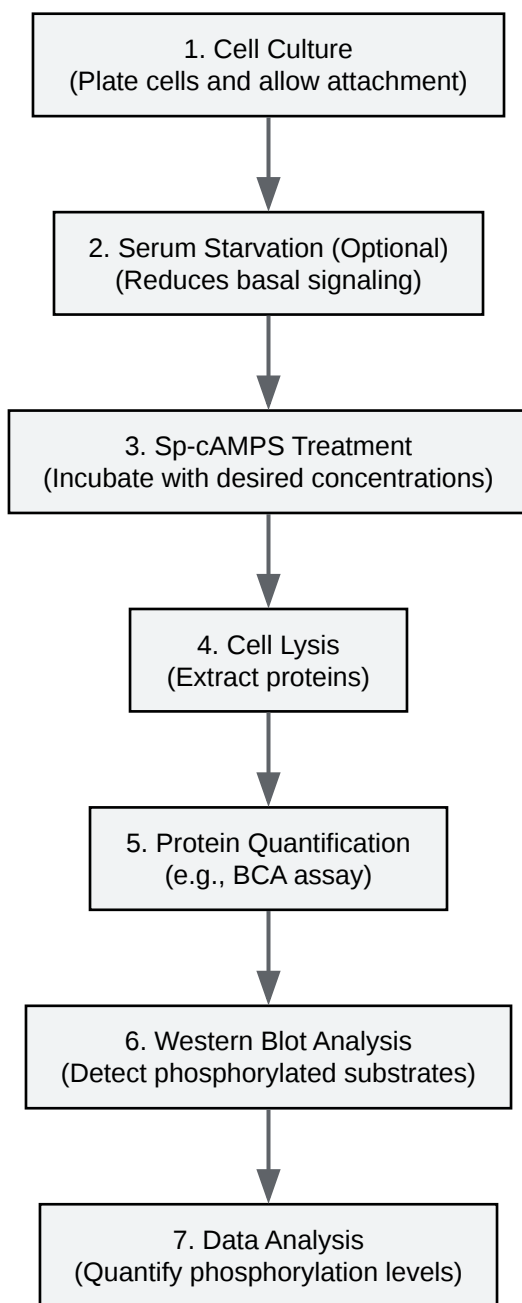 1. Cell Culture
(Plate cells and allow attachment)
2. Serum Starvation (Optional)
(Reduces basal signaling)
3. Sp-cAMPS Treatment
(Incubate with desired concentrations)
4. Cell Lysis
(Extract proteins)
5. Protein Quantification
(e.g., BCA assay)
6. Western Blot Analysis
(Detect phosphorylated substrates)
7. Data Analysis
(Quantify phosphorylation levels)